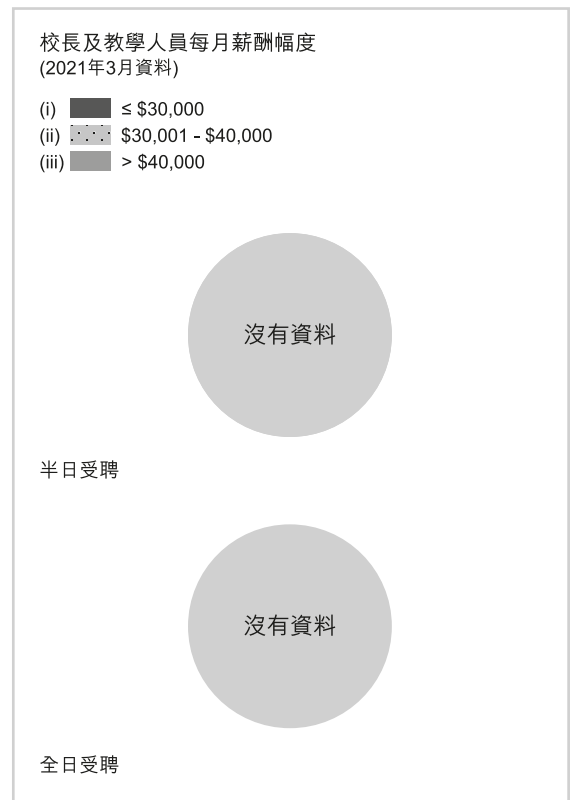 校長及教學人員每月薪酬幅度
(2021年3月資料)
(i) ≤ $30,000
(ii) $30,001 - $40,000
(iii) > $40,000
沒有資料
半日受聘
沒有資料
全日受聘